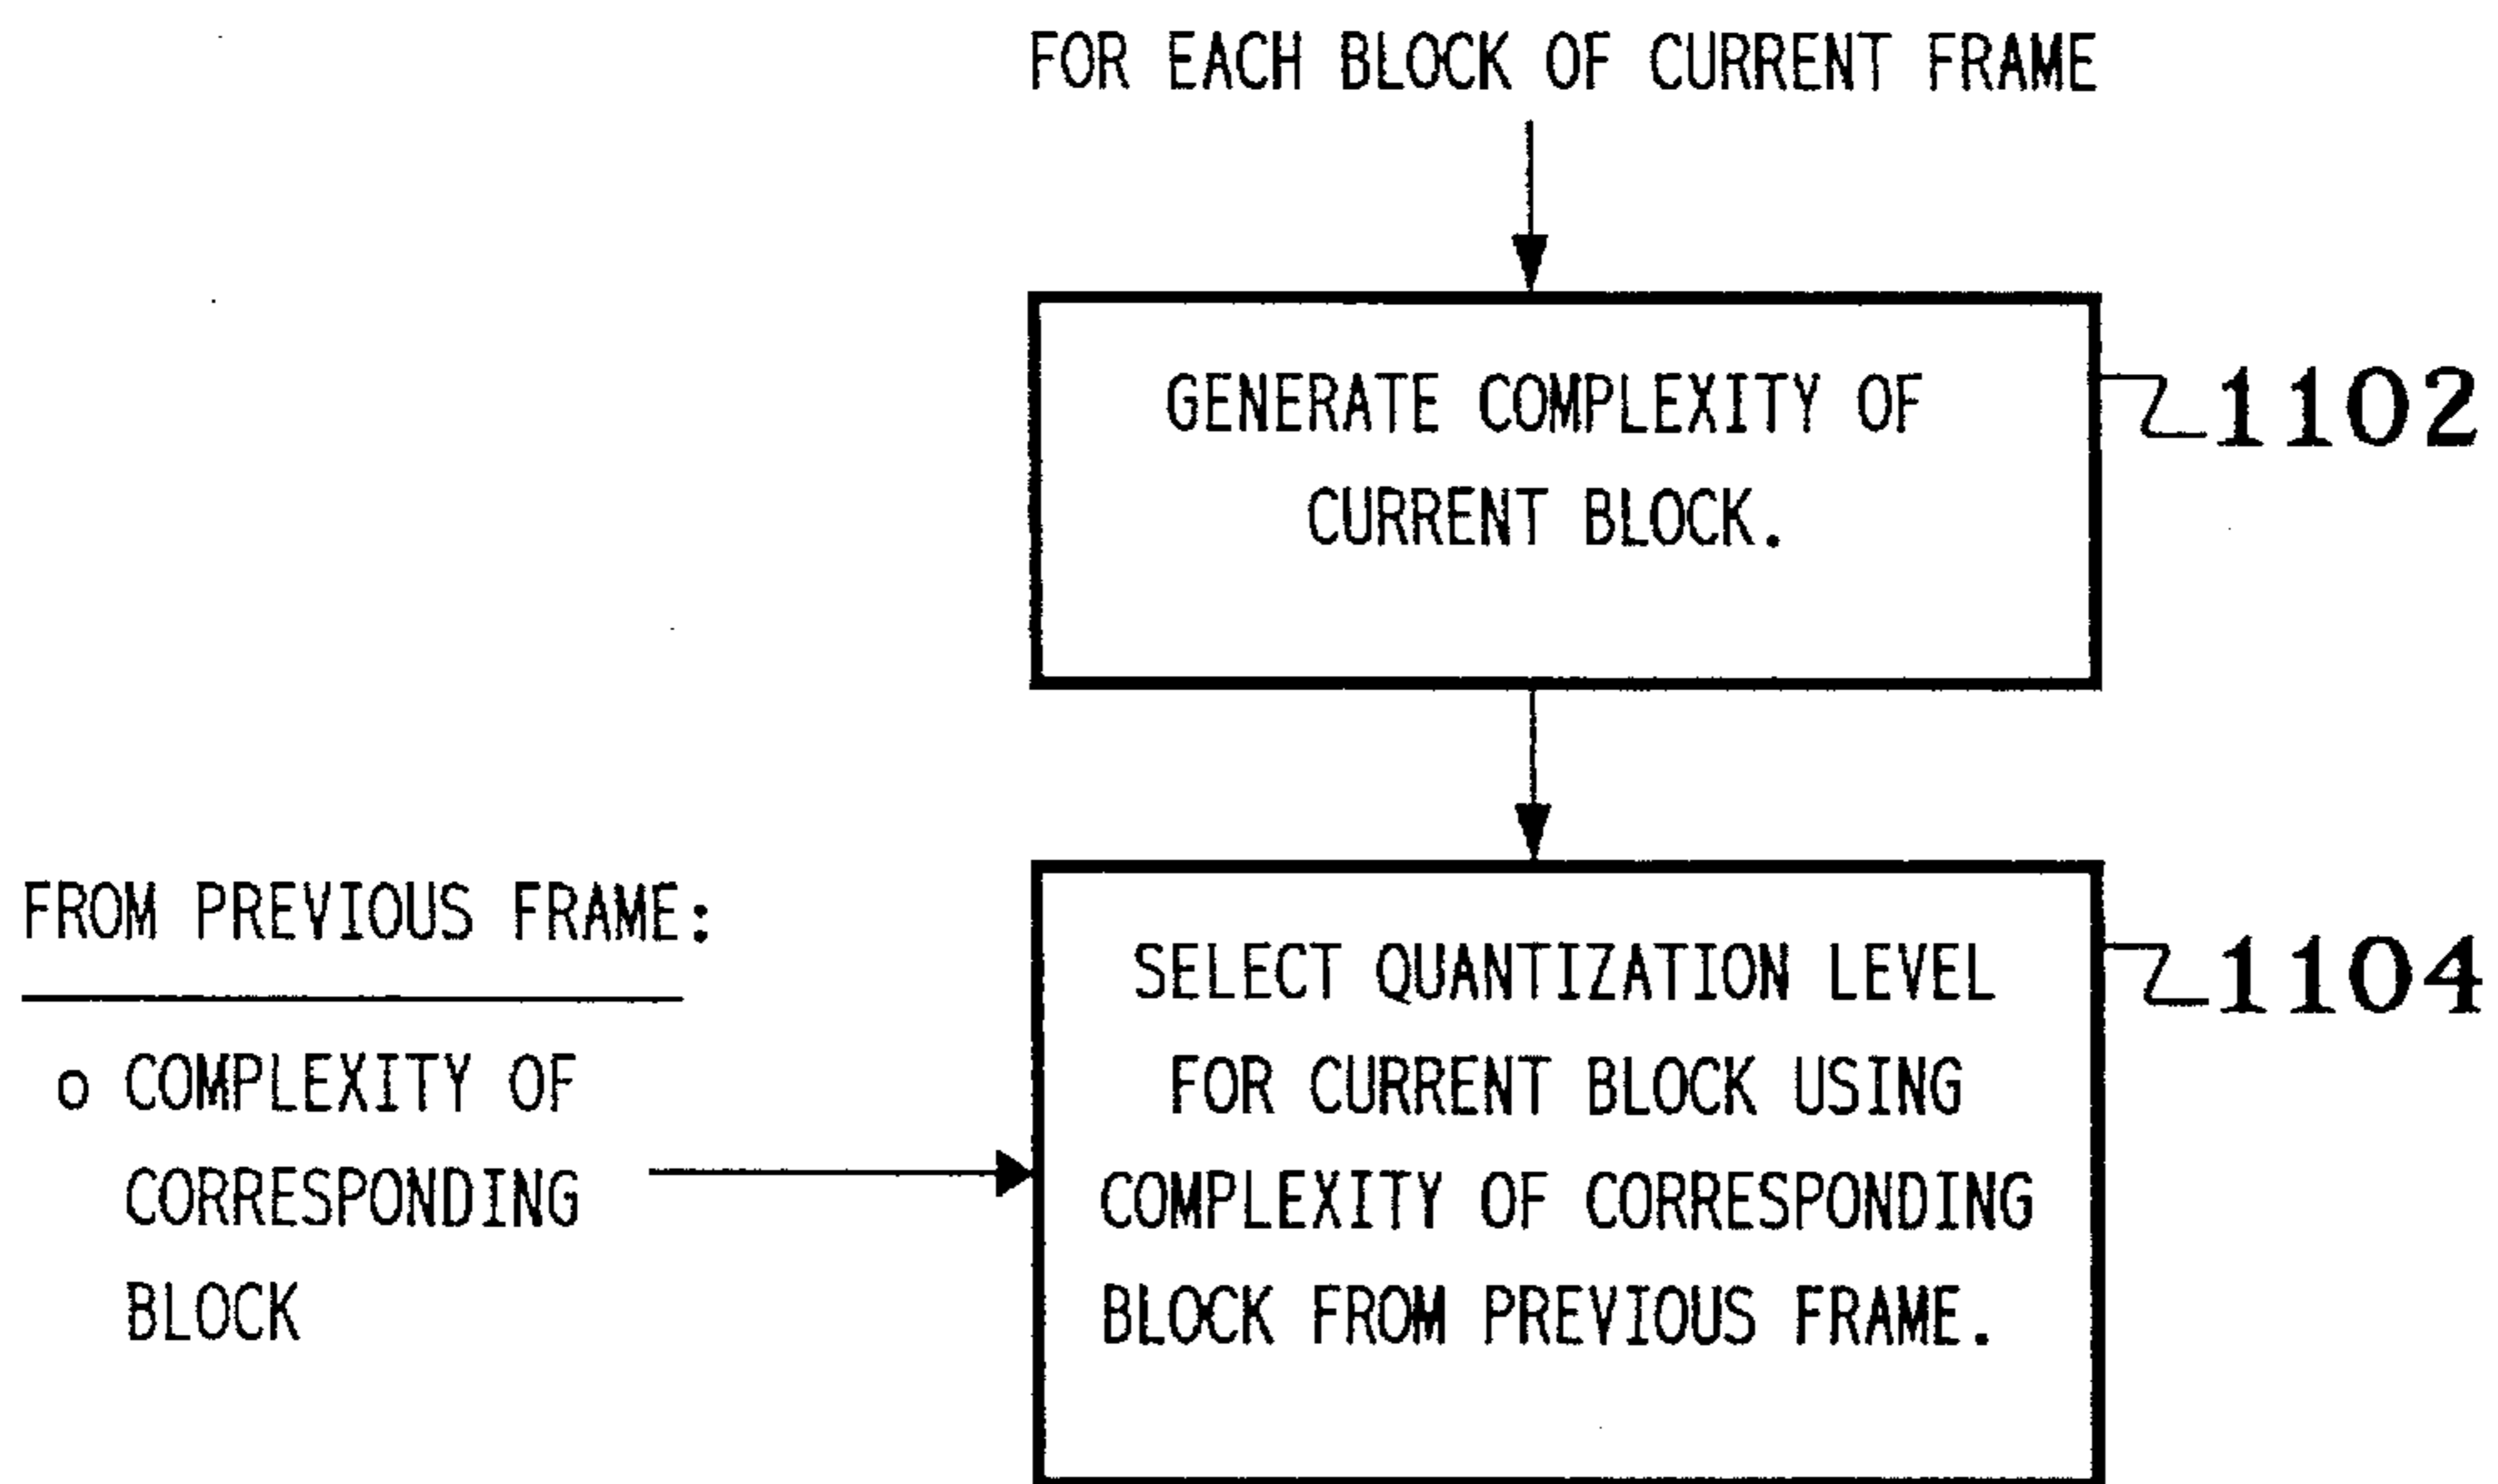 FOR EACH BLOCK OF CURRENT FRAME
GENERATE COMPLEXITY OF
CURRENT BLOCK.
1102
FROM PREVIOUS FRAME:
o COMPLEXITY OF
CORRESPONDING
BLOCK
SELECT QUANTIZATION LEVEL
FOR CURRENT BLOCK USING
COMPLEXITY OF CORRESPONDING
BLOCK FROM PREVIOUS FRAME.
1104